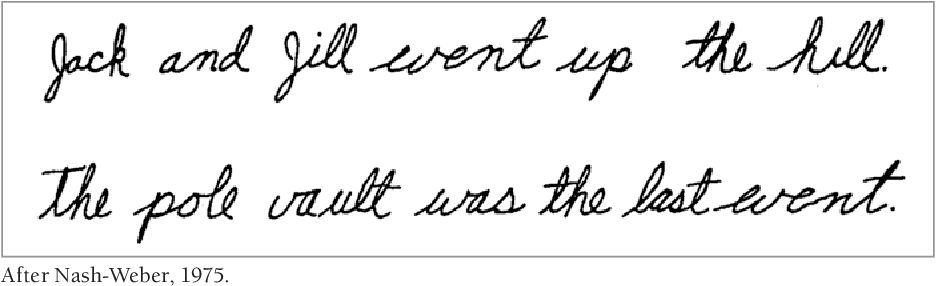 Jack and Jill went up the hill.
The pole vault was the last event.
After Nash-Weber, 1975.